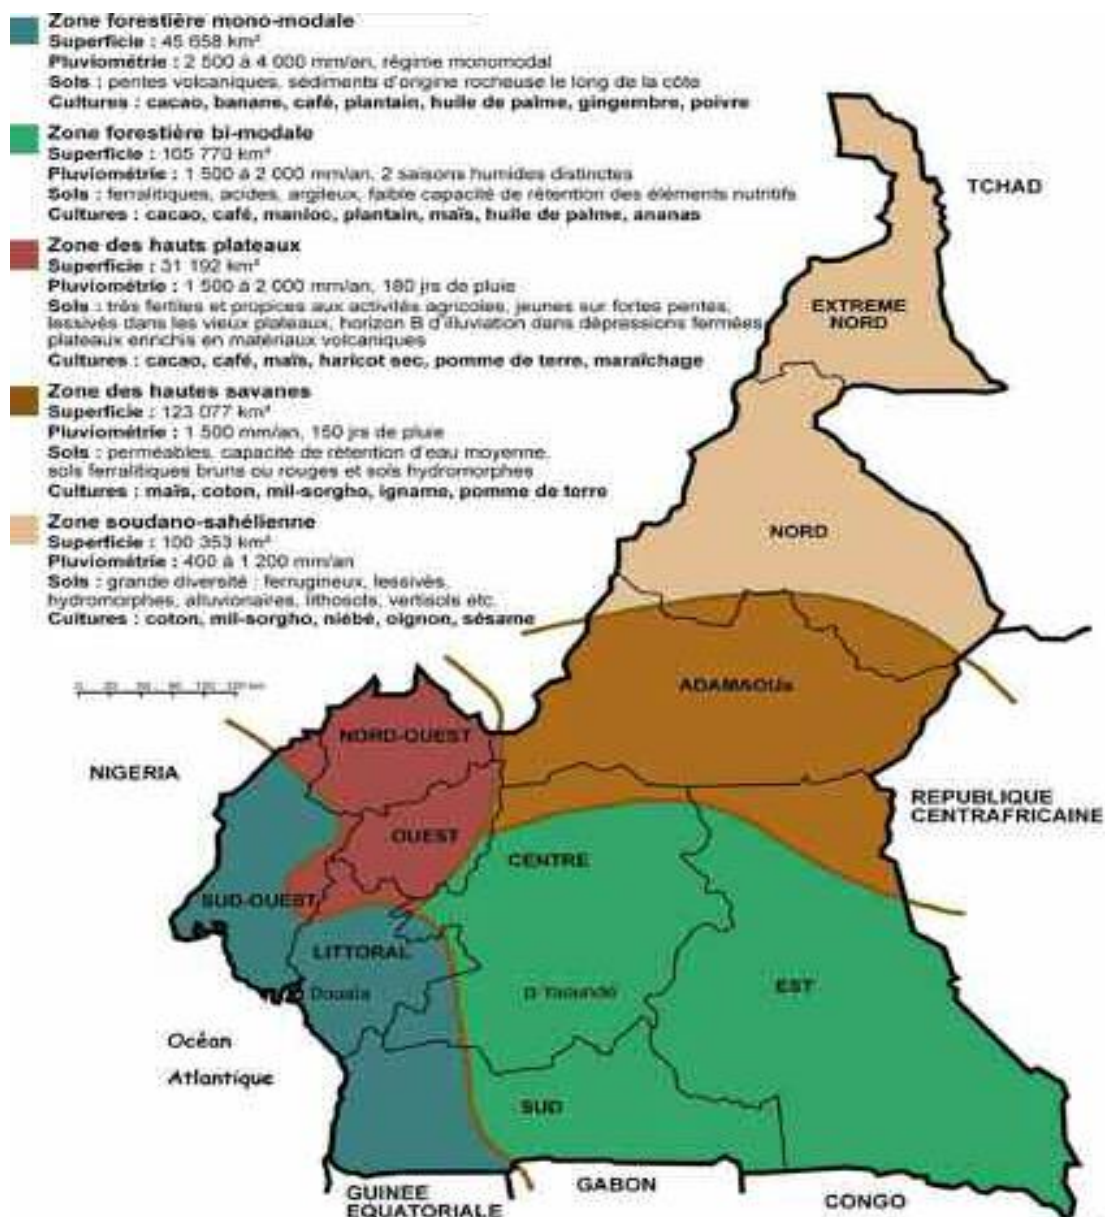 Zone forestière mono-modale
Superficie : 45 658 km²
Pluviométrie : 2 500 à 4 000 mm/an, régime monomodal
Sols : pentes volcaniques, sédiments d'origine rocheuse le long de la côte
Cultures : cacao, banane, café, plantain, huile de palme, gingembre, poivre
Zone forestière bi-modale
Superficie : 165 770 km²
Pluviométrie : 1 500 à 2 000 mm/an, 2 saisons humides distinctes
Sols : ferralitiques, acides, argileux, faible capacité de rétention des éléments nutritifs
Cultures : cacao, café, manioc, plantain, maïs, huile de palme, ananas
Zone des hauts plateaux
Superficie : 31 192 km²
Pluviométrie : 1 500 à 2 000 mm/an, 180 jrs de pluie
Sols : très fertiles et propices aux activités agricoles, jeunes sur fortes pentes,
lessivés dans les vieux plateaux, horizon B d'illuviation dans dépressions fermées
plateaux enrichis en matériaux volcaniques
Cultures : cacao, café, maïs, haricot sec, pomme de terre, maraîchage
Zone des hautes savanes
Superficie : 123 077 km²
Pluviométrie : 1 500 mm/an, 150 jrs de pluie
Sols : perméables, capacité de rétention d'eau moyenne,
sols ferralitiques bruns ou rouges et sols hydromorphes
Cultures : maïs, coton, mil-sorgho, igname, pomme de terre
Zone soudano-sahélienne
Superficie : 100 353 km²
Pluviométrie : 400 à 1 200 mm/an
Sols : grande diversité : ferrugineux, lessivés,
hydromorphes, alluvionaires, lithosols, vertisols etc.
Cultures : coton, mil-sorgho, niébé, oignon, sésame
TCHAD
EXTREME
NORD
NORD
ADAMAOUa
NORD-OUEST
NIGERIA
REPUBLIQUE
CENTRAFRICAINE
OUEST
CENTRE
SUD-OUEST
LITTORAL
EST
Douala
Yaoundé
Océan
Atlantique
SUD
GUINEE
EQUATORIALE
GABON
CONGO